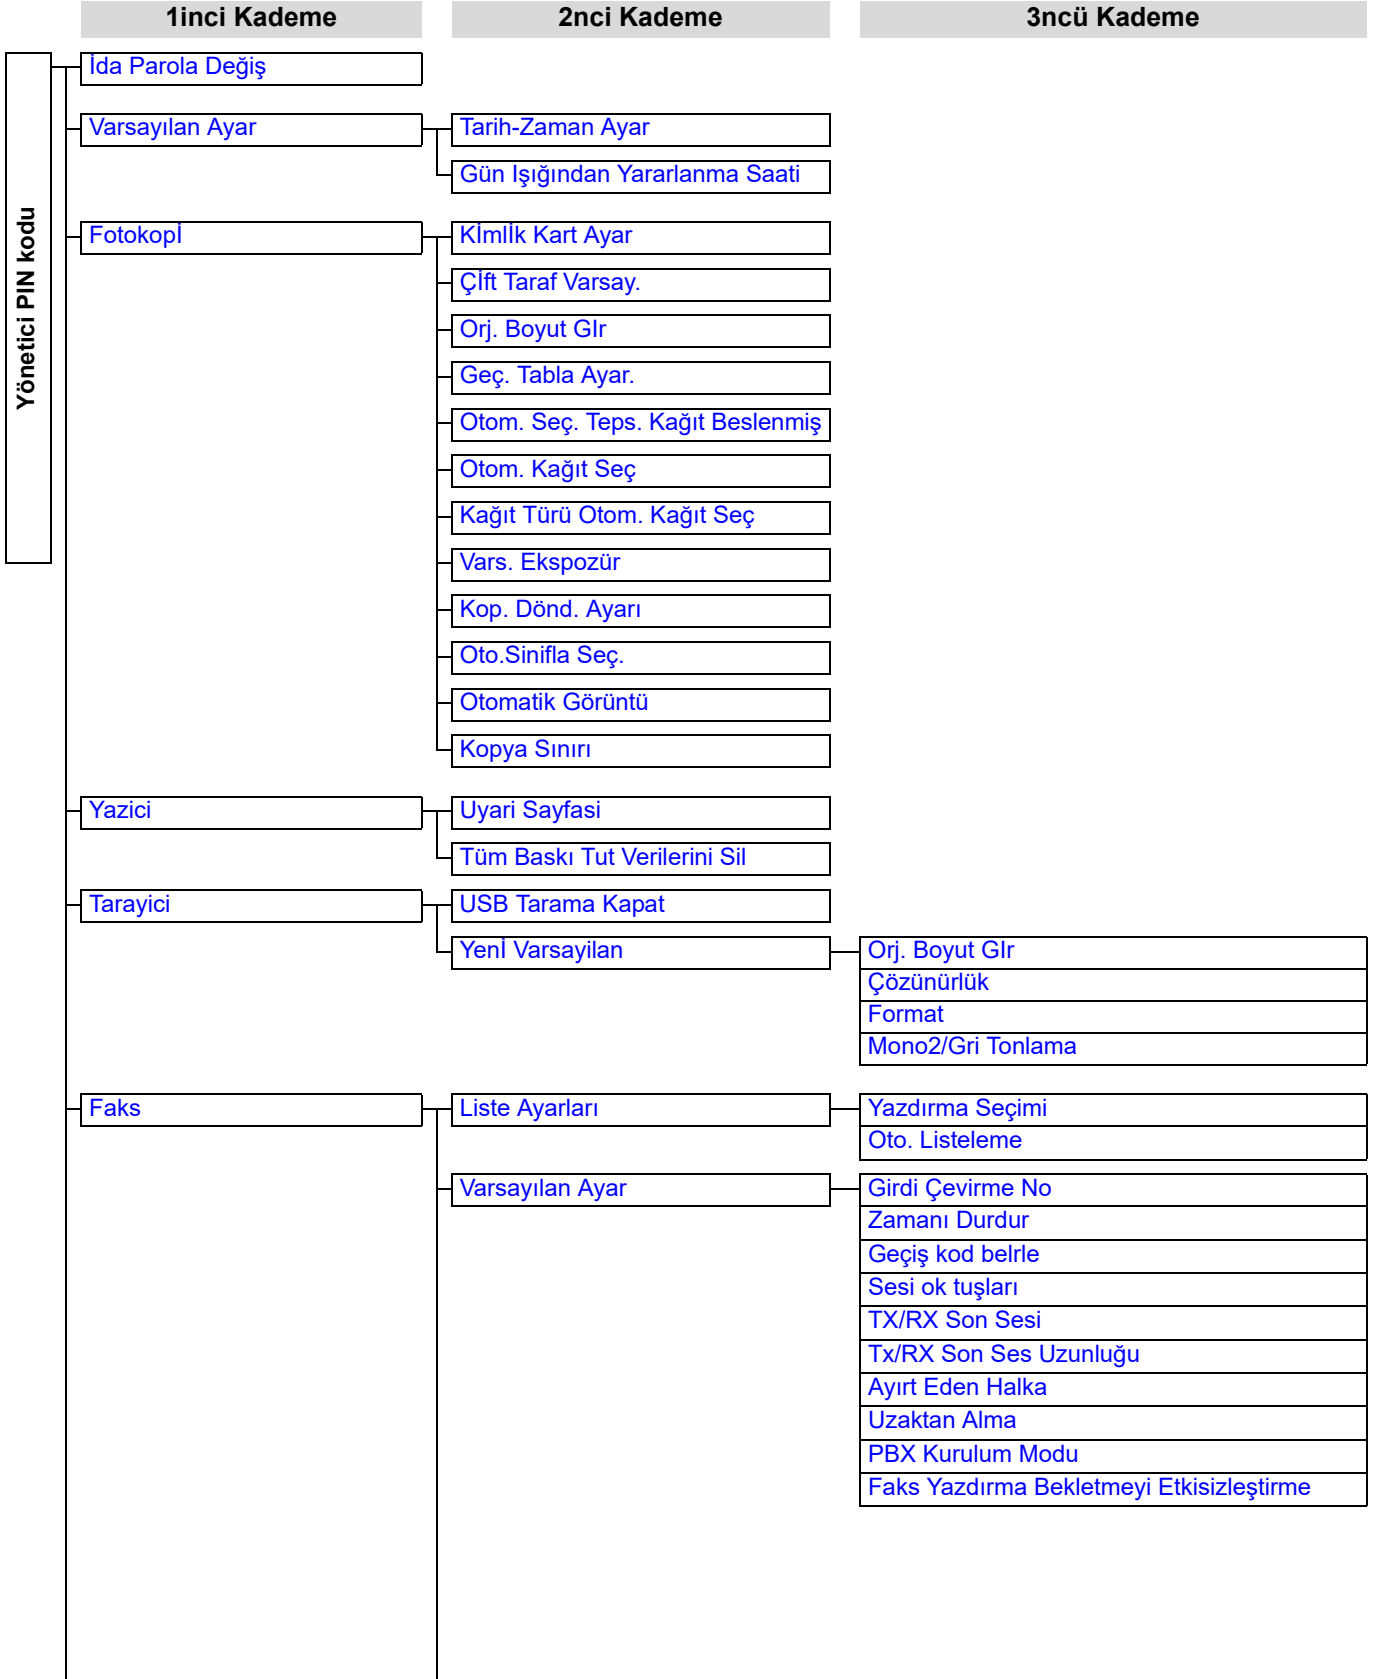 1inci Kademe
2nci Kademe
3ncü Kademe
Yönetici PIN kodu
İda Parola Değiş
Varsayılan Ayar
Tarih-Zaman Ayar
Gün Işığından Yararlanma Saati
Fotokopİ
Kİmlİk Kart Ayar
Çİft Taraf Varsay.
Orj. Boyut GIr
Geç. Tabla Ayar.
Otom. Seç. Teps. Kağıt Beslenmiş
Otom. Kağıt Seç
Kağıt Türü Otom. Kağıt Seç
Vars. Ekspozür
Kop. Dönd. Ayarı
Oto.Sinifla Seç.
Otomatik Görüntü
Kopya Sınırı
Yazici
Uyari Sayfasi
Tüm Baskı Tut Verilerini Sil
Tarayici
USB Tarama Kapat
Yenİ Varsayilan
Orj. Boyut GIr
Çözünürlük
Format
Mono2/Gri Tonlama
Faks
Liste Ayarları
Yazdırma Seçimi
Oto. Listeleme
Varsayılan Ayar
Girdi Çevirme No
Zamanı Durdur
Geçiş kod belrle
Sesi ok tuşları
TX/RX Son Sesi
Tx/RX Son Ses Uzunluğu
Ayırt Eden Halka
Uzaktan Alma
PBX Kurulum Modu
Faks Yazdırma Bekletmeyi Etkisizleştirme